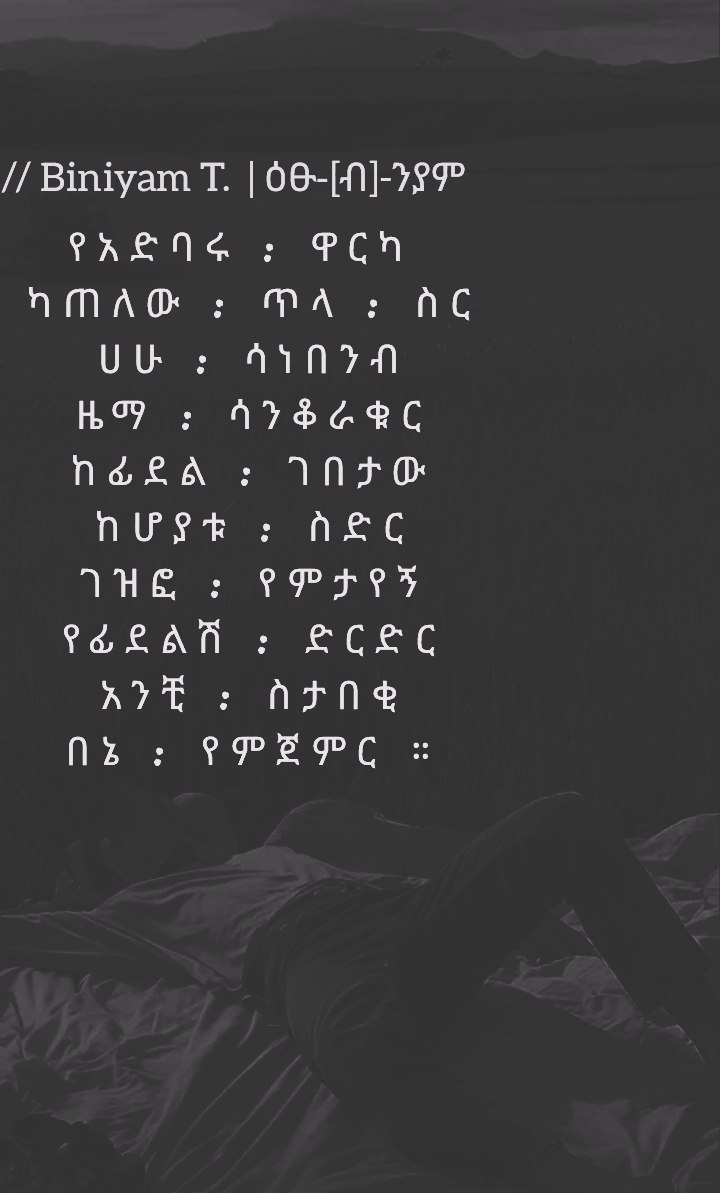 // Biniyam T. | ዕፁ-[ብ]-ንያም
የአድባሩ ፡ ዋርካ
ካጠለው ፡ ጥላ ፡ ስር
ሀሁ ፡ ሳነበንብ
ዜማ ፡ ሳንቆራቁር
ከፊደል ፡ ገበታው
ከሆያቱ ፡ ስድር
ገዝፎ ፡ የምታየኝ
የፊደልሽ ፡ ድርድር
አንቺ ፡ ስታበቂ
በኔ ፡ የምጀምር ።